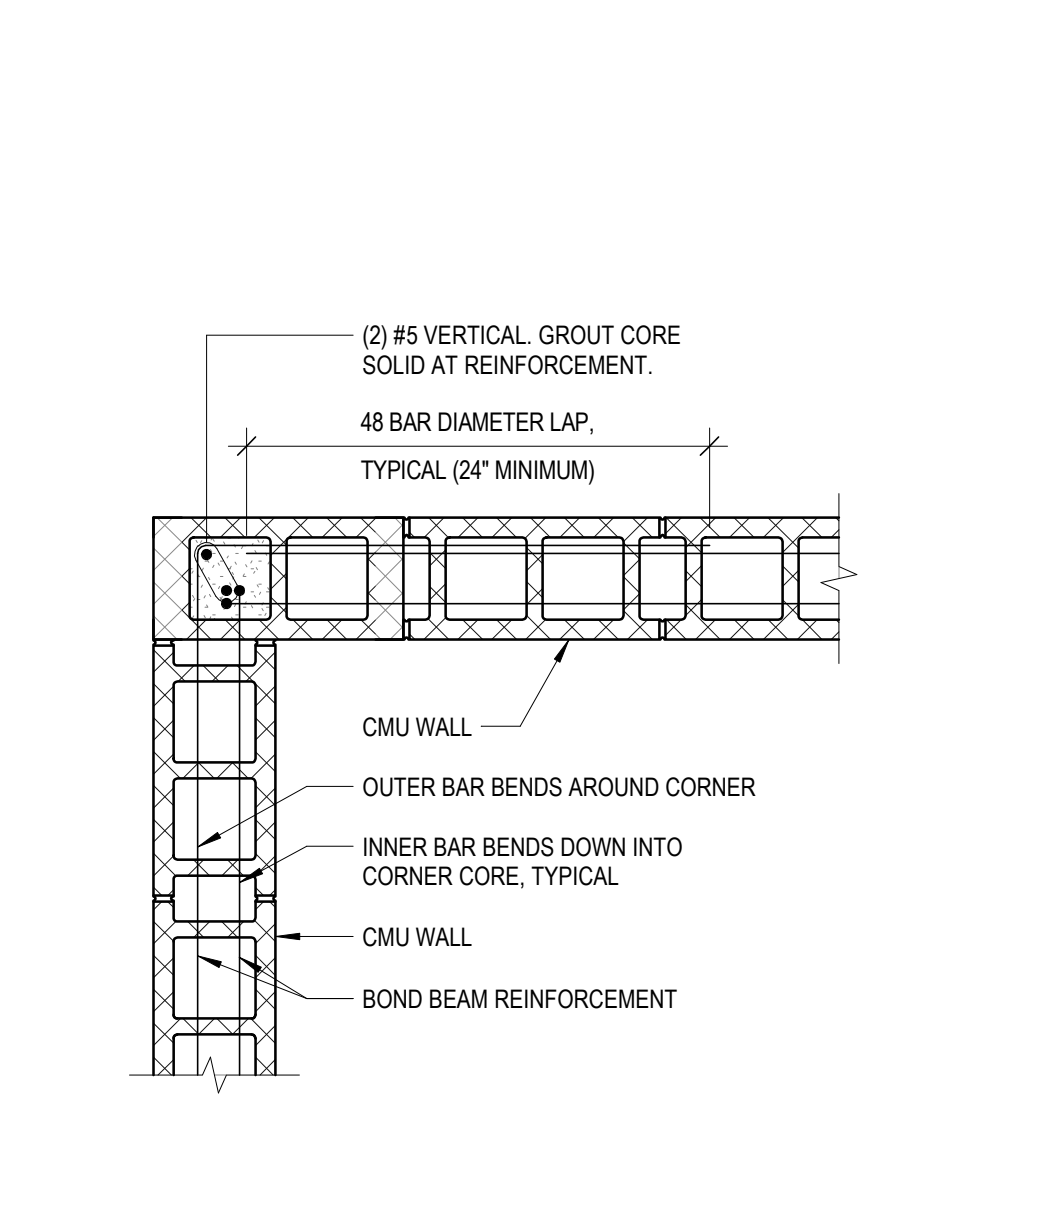 (2) #5 VERTICAL. GROUT CORE
SOLID AT REINFORCEMENT.
48 BAR DIAMETER LAP,
TYPICAL (24" MINIMUM)
CMU WALL
OUTER BAR BENDS AROUND CORNER
INNER BAR BENDS DOWN INTO
CORNER CORE, TYPICAL
CMU WALL
BOND BEAM REINFORCEMENT